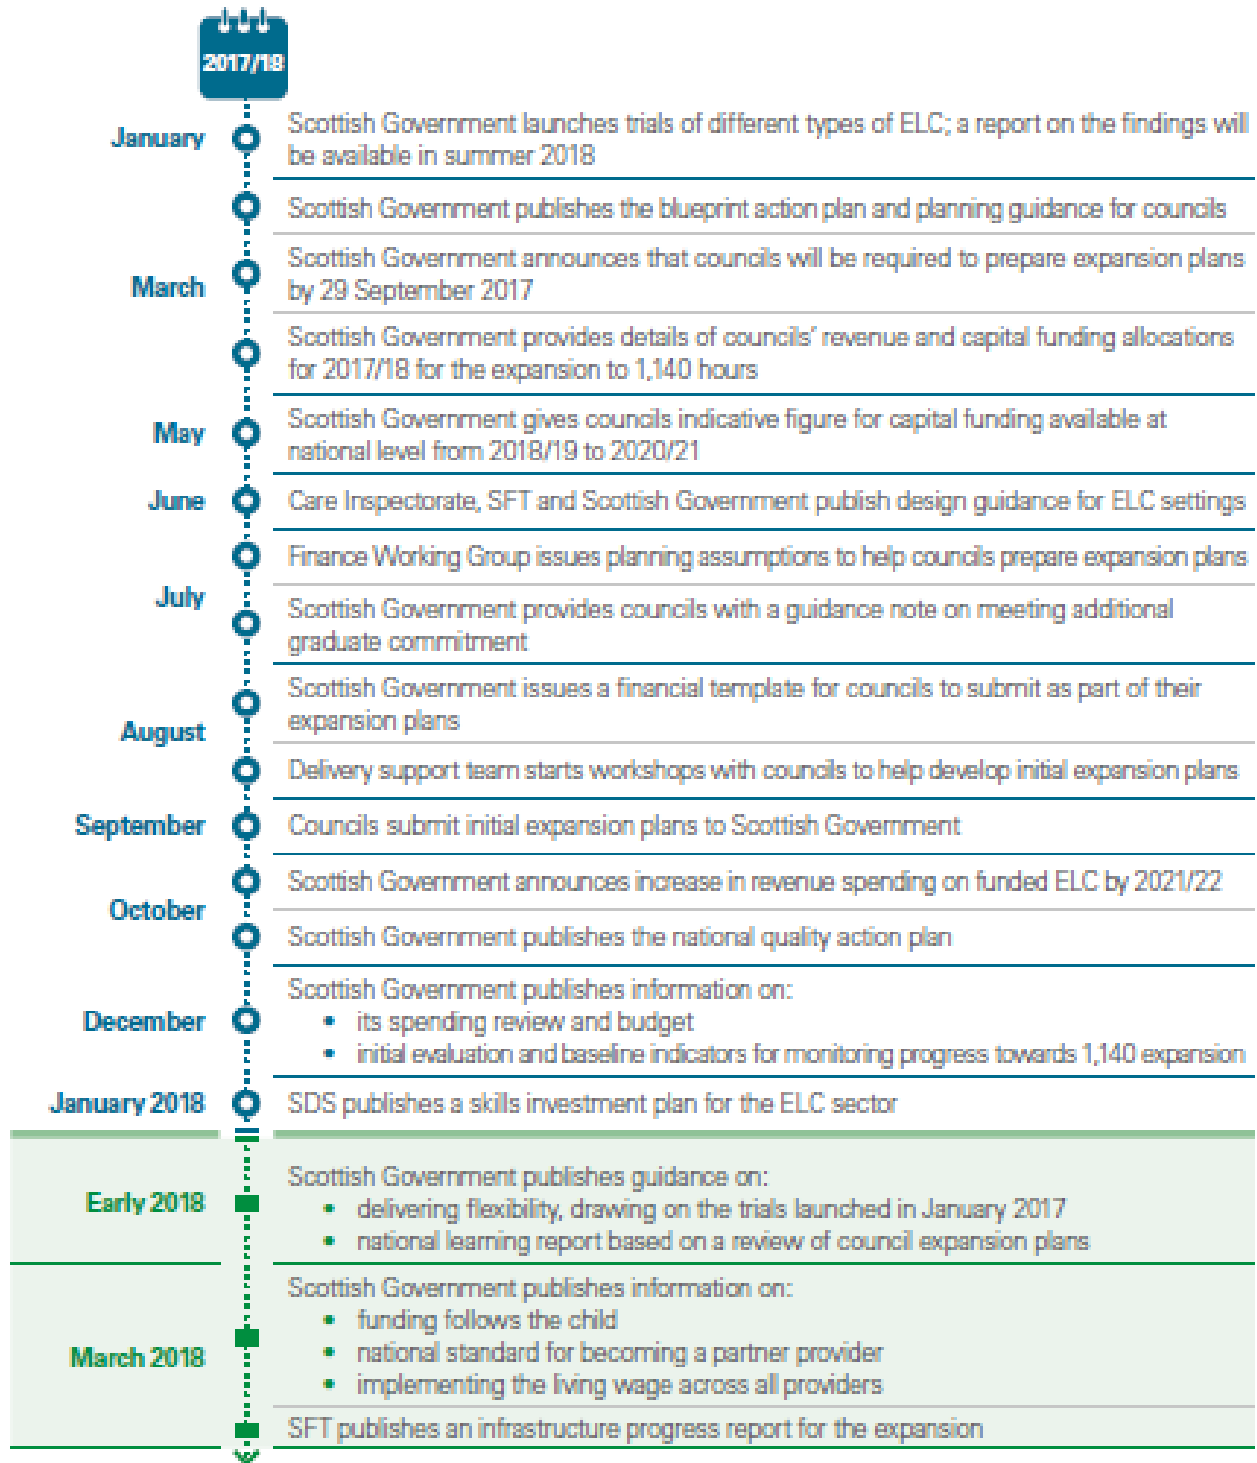 2017/18
January
Scottish Government launches trials of different types of ELC; a report on the findings will
be available in summer 2018
Scottish Government publishes the blueprint action plan and planning guidance for councils
March
Scottish Government announces that councils will be required to prepare expansion plans
by 29 September 2017
Scottish Government provides details of councils' revenue and capital funding allocations
for 2017/18 for the expansion to 1,140 hours
May
Scottish Government gives councils indicative figure for capital funding available at
national level from 2018/19 to 2020/21
June
Care Inspectorate, SFT and Scottish Government publish design guidance for ELC settings
July
Finance Working Group issues planning assumptions to help councils prepare expansion plans
Scottish Government provides councils with a guidance note on meeting additional
graduate commitment
August
Scottish Government issues a financial template for councils to submit as part of their
expansion plans
Delivery support team starts workshops with councils to help develop initial expansion plans
September
Councils submit initial expansion plans to Scottish Government
October
Scottish Government announces increase in revenue spending on funded ELC by 2021/22
Scottish Government publishes the national quality action plan
December
Scottish Government publishes information on:
• its spending review and budget
• initial evaluation and baseline indicators for monitoring progress towards 1,140 expansion
January 2018
SDS publishes a skills investment plan for the ELC sector
Early 2018
Scottish Government publishes guidance on:
• delivering flexibility, drawing on the trials launched in January 2017
• national learning report based on a review of council expansion plans
March 2018
Scottish Government publishes information on:
• funding follows the child
• national standard for becoming a partner provider
• implementing the living wage across all providers
SFT publishes an infrastructure progress report for the expansion